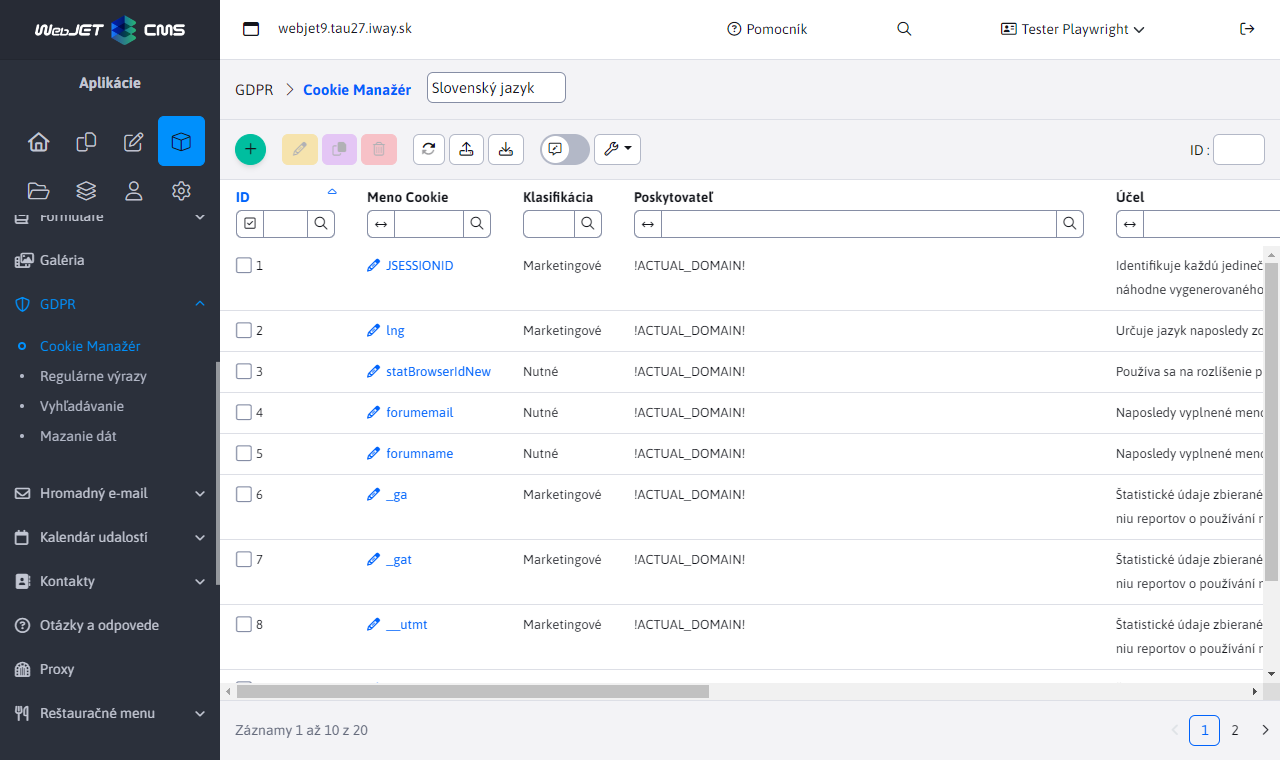 WebJET CMS
webjet9.tau27.iway.sk
Pomocník
Tester Playwright
Aplikácie
GDPR
Cookie Manažér
Slovenský jazyk
ID :
Formuláre
Galéria
GDPR
Cookie Manažér
Regulárne výrazy
Vyhľadávanie
Mazanie dát
Hromadný e-mail
Kalendár udalostí
Kontakty
Otázky a odpovede
Proxy
Reštauračné menu
ID Meno Cookie Klasifikácia Poskytovateľ Účel
1 JSESSIONID Marketingové !ACTUAL_DOMAIN! Identifikuje každú jedineč
náhodne vygenerovaného
2 lng Marketingové !ACTUAL_DOMAIN! Určuje jazyk naposledy zo
3 statBrowserIdNew Nutné !ACTUAL_DOMAIN! Používa sa na rozlíšenie p
4 forumemail Nutné !ACTUAL_DOMAIN! Naposledy vyplnené meno
5 forumname Nutné !ACTUAL_DOMAIN! Naposledy vyplnené meno
6 _ga Marketingové !ACTUAL_DOMAIN! Štatistické údaje zbierané
niu reportov o používaní n
7 _gat Marketingové !ACTUAL_DOMAIN! Štatistické údaje zbierané
niu reportov o používaní n
8 __utmt Marketingové !ACTUAL_DOMAIN! Štatistické údaje zbierané
niu reportov o používaní n
Záznamy 1 až 10 z 20
1 2